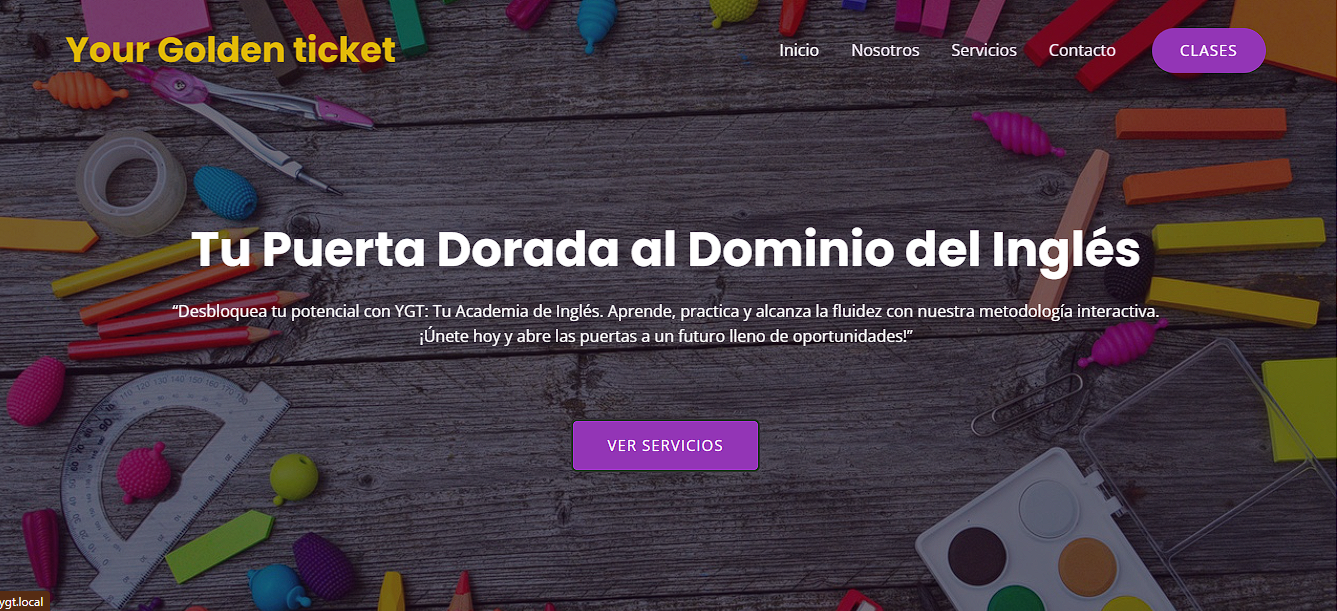 Your Golden ticket
Inicio Nosotros Servicios Contacto CLASES
Tu Puerta Dorada al Dominio del Inglés
“Desbloquea tu potencial con YGT: Tu Academia de Inglés. Aprende, practica y alcanza la fluidez con nuestra metodología interactiva.
¡Únete hoy y abre las puertas a un futuro lleno de oportunidades!”
VER SERVICIOS
ygt.local